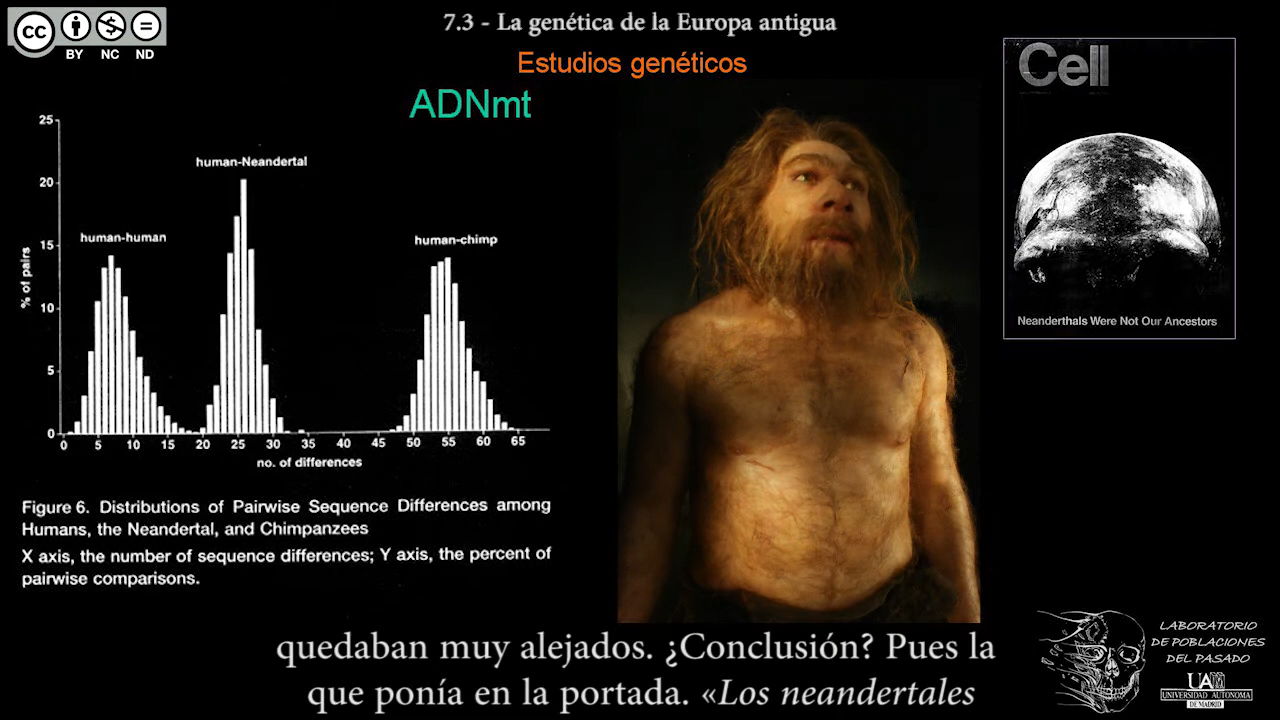 7.3 - La genética de la Europa antigua
CC
BY NC ND
Estudios genéticos
ADNmt
Cell
Neanderthals Were Not Our Ancestors
25
20
15
10
5
0
% of pairs
human-human
human-Neandertal
human-chimp
0 5 10 15 20 25 30 35 40 45 50 55 60 65
no. of differences
Figure 6. Distributions of Pairwise Sequence Differences among
Humans, the Neandertal, and Chimpanzees
X axis, the number of sequence differences; Y axis, the percent of
pairwise comparisons.
quedaban muy alejados. ¿Conclusión? Pues la
que ponía en la portada. «Los neandertales
LABORATORIO
DE POBLACIONES
DEL PASADO
UAM
UNIVERSIDAD AUTONOMA
DE MADRID